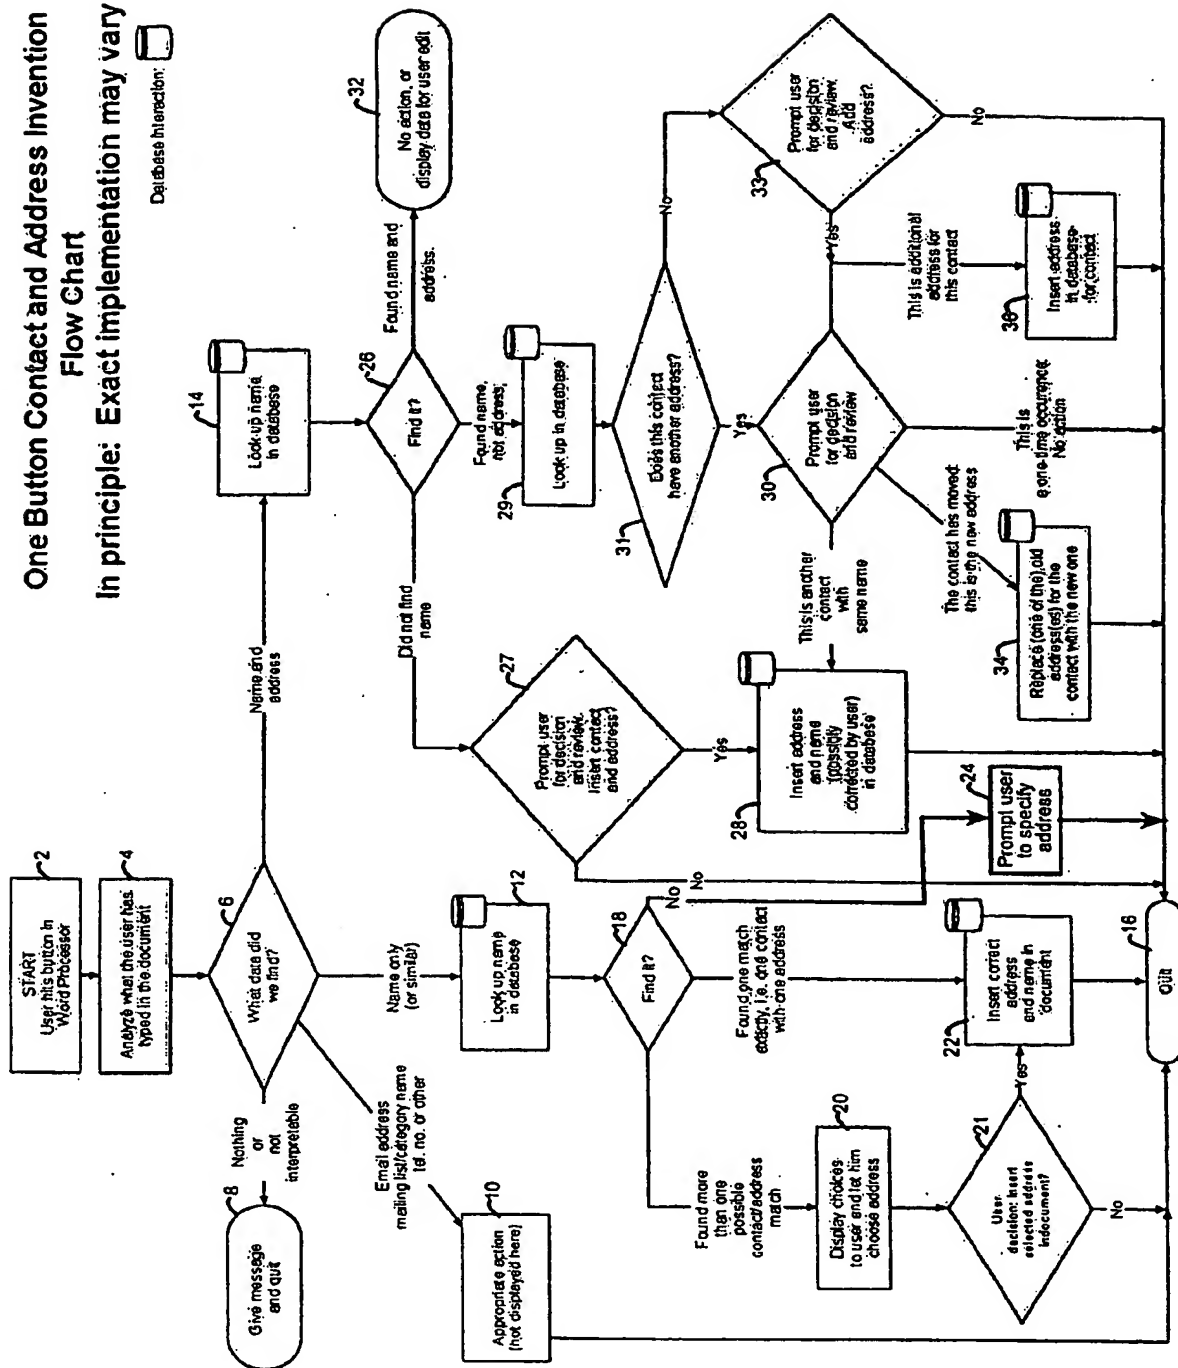 One Button Contact and Address Invention
Flow Chart
In principle: Exact implementation may vary
Database Interaction:
START
User hits button in
Word Processor
2
Analyze what the user has
typed in the document
4
What data did
we find?
6
Nothing
or
not
interpretable
8
Give message
and quit
Email address
mailing list/category name
tel. no. or other
10
Appropriate action
(not displayed here)
Name only
(or similar)
12
Look up name
in database
Name and
address
14
Look up name
in database
18
Find it?
Found more
than one
possible
contact/address
match
20
Display choices
to user and let him
choose address
21
User
decision: Insert
selected address
in document?
Yes
No
Found one match
exactly, i.e. one contact
with one address
22
Insert correct
address
and name in
document
No
24
Prompt user
to specify
address
16
Quit
26
Find it?
Did not find
name
27
Prompt user
for decision
and review.
Insert contact
and address?
Yes
No
28
Insert address
and name
(possibly
corrected by user)
in database
Found name and
address.
32
No action, or
display data for user edit
Found name,
not address;
29
Look up in database
31
Does this contact
have another address?
Yes
No
30
Prompt user
for decision
and review
33
Prompt user
for decision
and review.
Add
address?
Yes
No
This is another
contact
with
same name
The contact has moved:
this is the new address
34
Replace (one of the) old
address(es) for the
contact with the new one
This is
a one-time occurrence:
No action
This is additional
address for
this contact
36
Insert address
in database
for contact